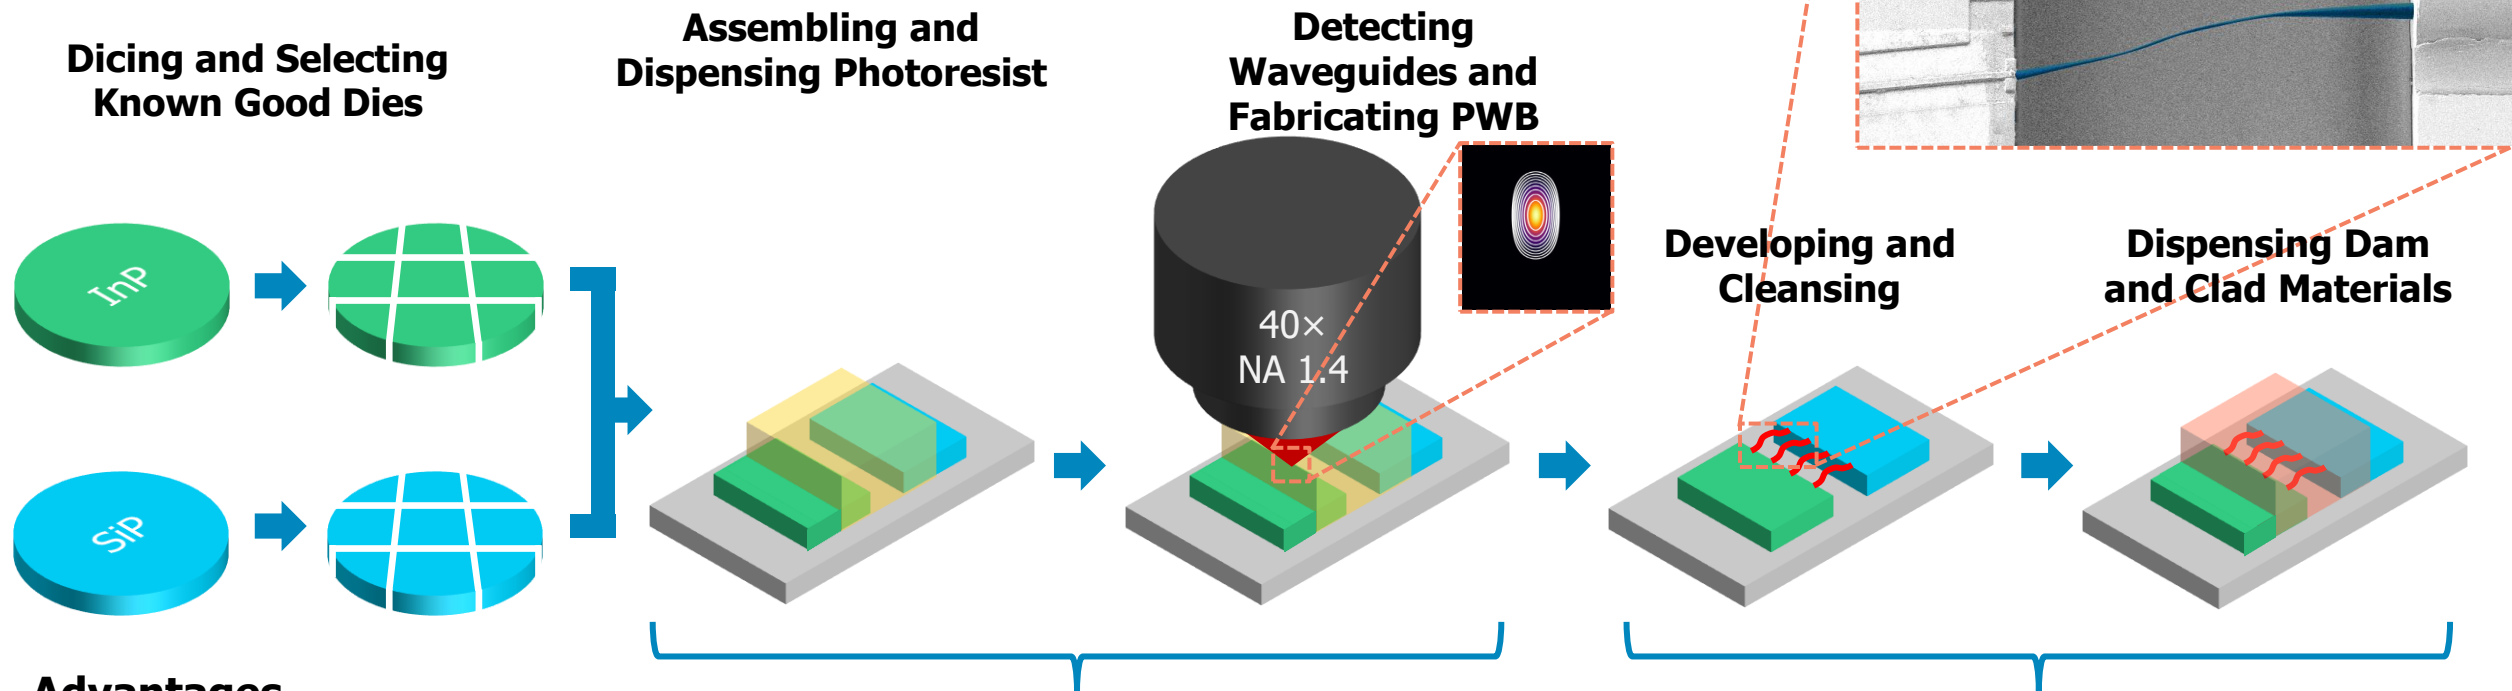 Dicing and Selecting
Known Good Dies
Assembling and
Dispensing Photoresist
Detecting
Waveguides and
Fabricating PWB
Developing and
Cleansing
Dispensing Dam
and Clad Materials
InP
SiP
40×
NA 1.4
Advantages